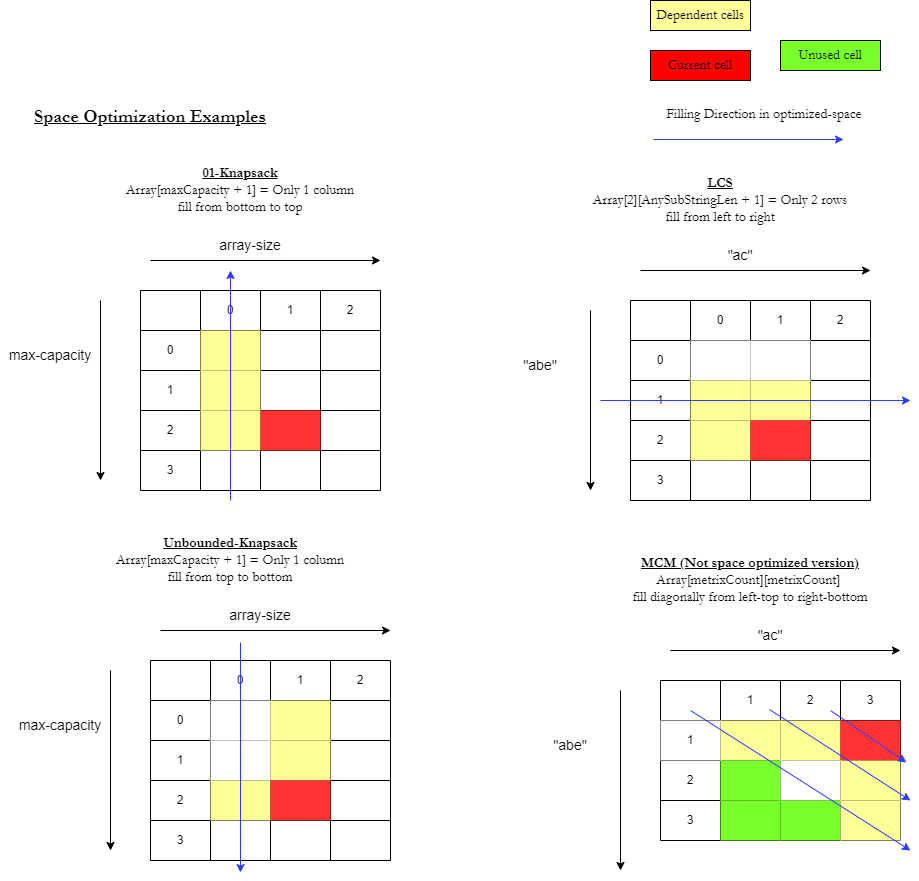 Dependent cells
Current cell
Unused cell
Space Optimization Examples
Filling Direction in optimized-space
01-Knapsack
Array[maxCapacity + 1] = Only 1 column
fill from bottom to top
array-size
max-capacity
0 1 2
0
1
2
3
LCS
Array[2][AnySubStringLen + 1] = Only 2 rows
fill from left to right
"ac"
"abe"
0 1 2
0
1
2
3
Unbounded-Knapsack
Array[maxCapacity + 1] = Only 1 column
fill from top to bottom
array-size
max-capacity
0 1 2
0
1
2
3
MCM (Not space optimized version)
Array[metrixCount][metrixCount]
fill diagonally from left-top to right-bottom
"ac"
"abe"
1 2 3
1
2
3